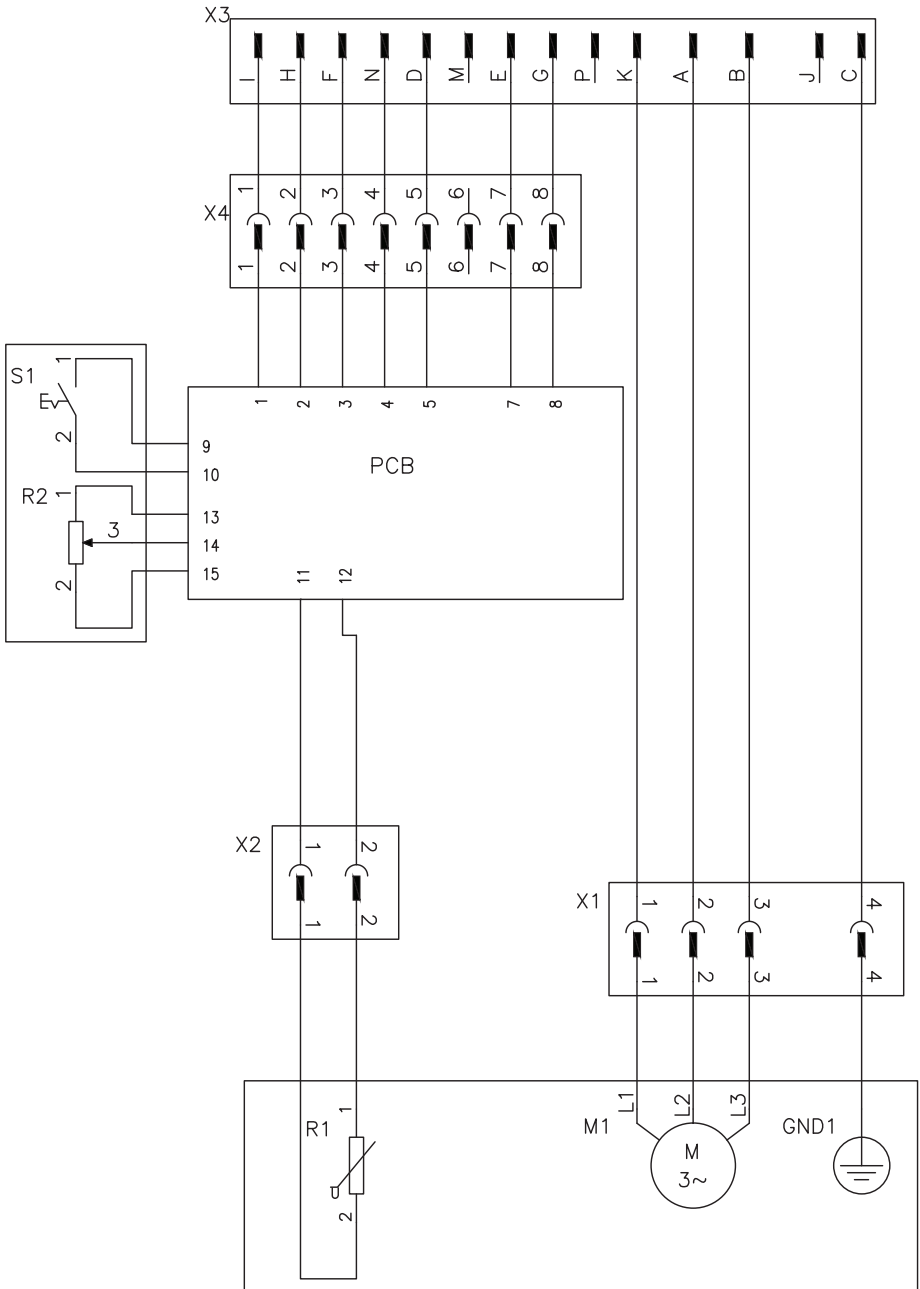 X3
I H F N D M E G P K A B J C
X4
1 2 3 4 5 6 7 8
1 2 3 4 5 6 7 8
S1
1
2
R2
1
3
2
1 2 3 4 5 7 8
PCB
9
10
13
14
15
11 12
X2
1 2
1 2
X1
1 2 3 4
1 2 3 4
R1
1
2
M1
L1 L2 L3
M
3~
GND1